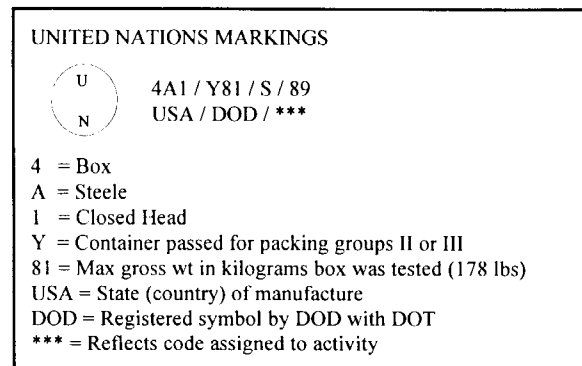 UNITED NATIONS MARKINGS
U
N
4A1 / Y81 / S / 89
USA / DOD / ***
4 = Box
A = Steele
1 = Closed Head
Y = Container passed for packing groups II or III
81 = Max gross wt in kilograms box was tested (178 lbs)
USA = State (country) of manufacture
DOD = Registered symbol by DOD with DOT
*** = Reflects code assigned to activity